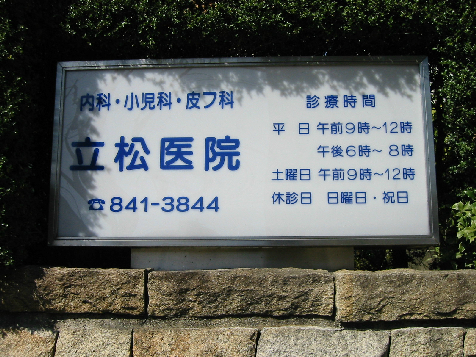 内科・小児科・皮フ科
立松医院
☎841-3844
診療時間
平 日 午前9時〜12時
午後6時〜 8時
土曜日 午前9時〜12時
休診日 日曜日・祝日